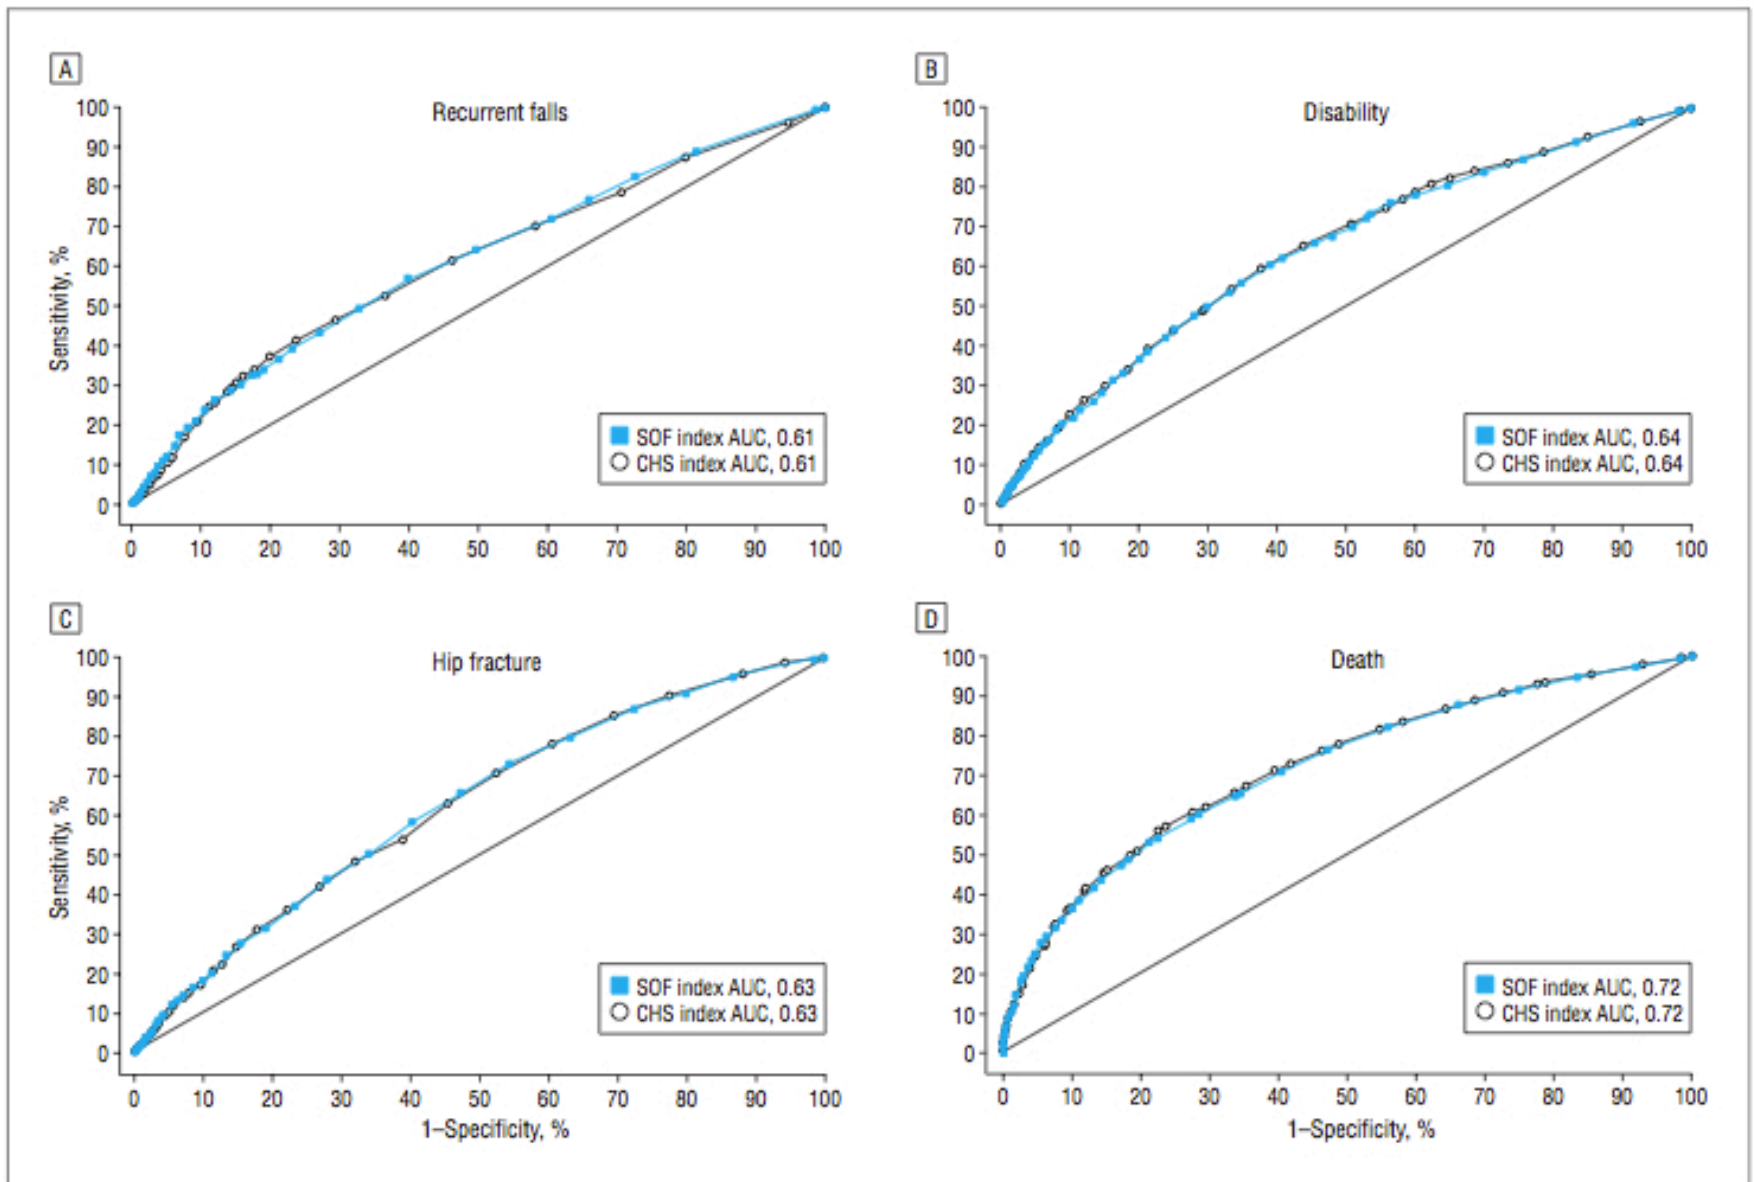 A
Recurrent falls
100
90
80
70
60
50
40
30
20
10
0
Sensitivity, %
SOF index AUC, 0.61
CHS index AUC, 0.61
0 10 20 30 40 50 60 70 80 90 100
B
Disability
100
90
80
70
60
50
40
30
20
10
0
SOF index AUC, 0.64
CHS index AUC, 0.64
0 10 20 30 40 50 60 70 80 90 100
C
Hip fracture
100
90
80
70
60
50
40
30
20
10
0
Sensitivity, %
SOF index AUC, 0.63
CHS index AUC, 0.63
0 10 20 30 40 50 60 70 80 90 100
1–Specificity, %
D
Death
100
90
80
70
60
50
40
30
20
10
0
SOF index AUC, 0.72
CHS index AUC, 0.72
0 10 20 30 40 50 60 70 80 90 100
1–Specificity, %